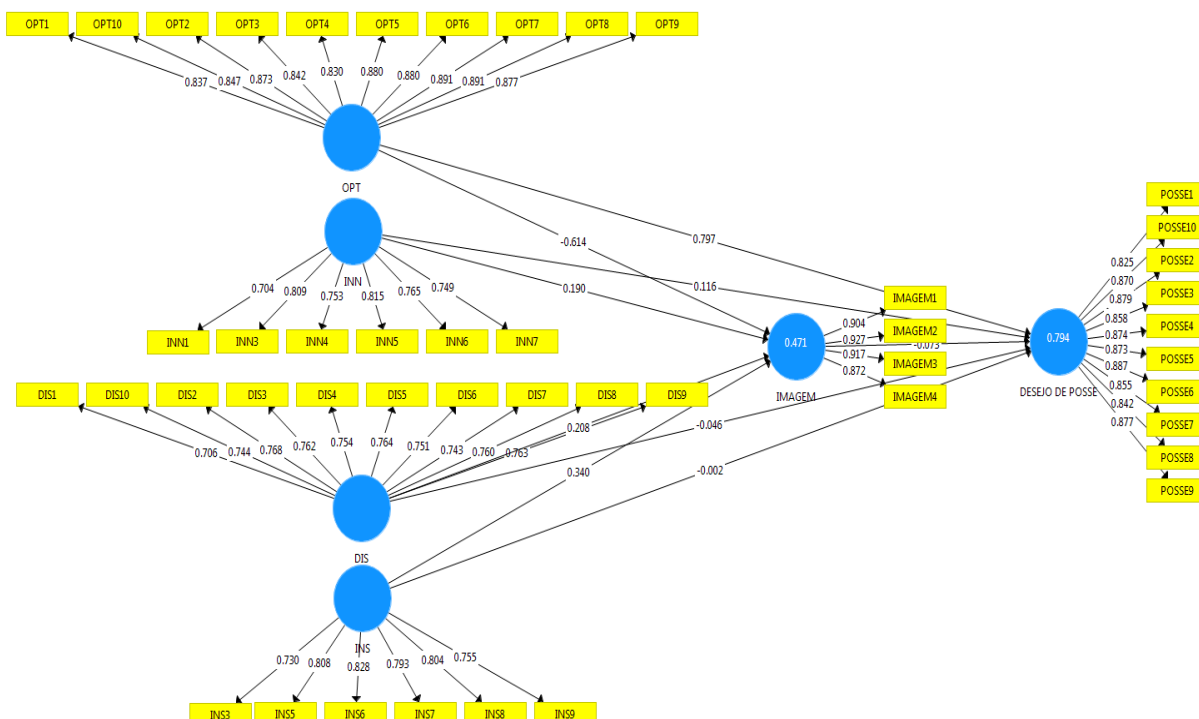 OPT1 OPT10 OPT2 OPT3 OPT4 OPT5 OPT6 OPT7 OPT8 OPT9
0.837 0.847 0.873 0.842 0.830 0.880 0.880 0.891 0.891 0.877
OPT
-0.614
0.797
INN
0.190
0.116
0.704 0.809 0.753 0.815 0.765 0.749
INN1 INN3 INN4 INN5 INN6 INN7
DIS1 DIS10 DIS2 DIS3 DIS4 DIS5 DIS6 DIS7 DIS8 DIS9
0.706 0.744 0.768 0.762 0.754 0.764 0.751 0.743 0.760 0.763
0.208
-0.046
DIS
0.340
-0.002
INS
0.730 0.808 0.828 0.793 0.804 0.755
INS3 INS5 INS6 INS7 INS8 INS9
0.471
IMAGEM
0.904
0.927
-0.073
0.917
0.872
IMAGEM1
IMAGEM2
IMAGEM3
IMAGEM4
0.794
DESEJO DE POSSE
0.825
0.870
0.879
0.858
0.874
0.873
0.887
0.855
0.842
0.877
POSSE1
POSSE10
POSSE2
POSSE3
POSSE4
POSSE5
POSSE6
POSSE7
POSSE8
POSSE9